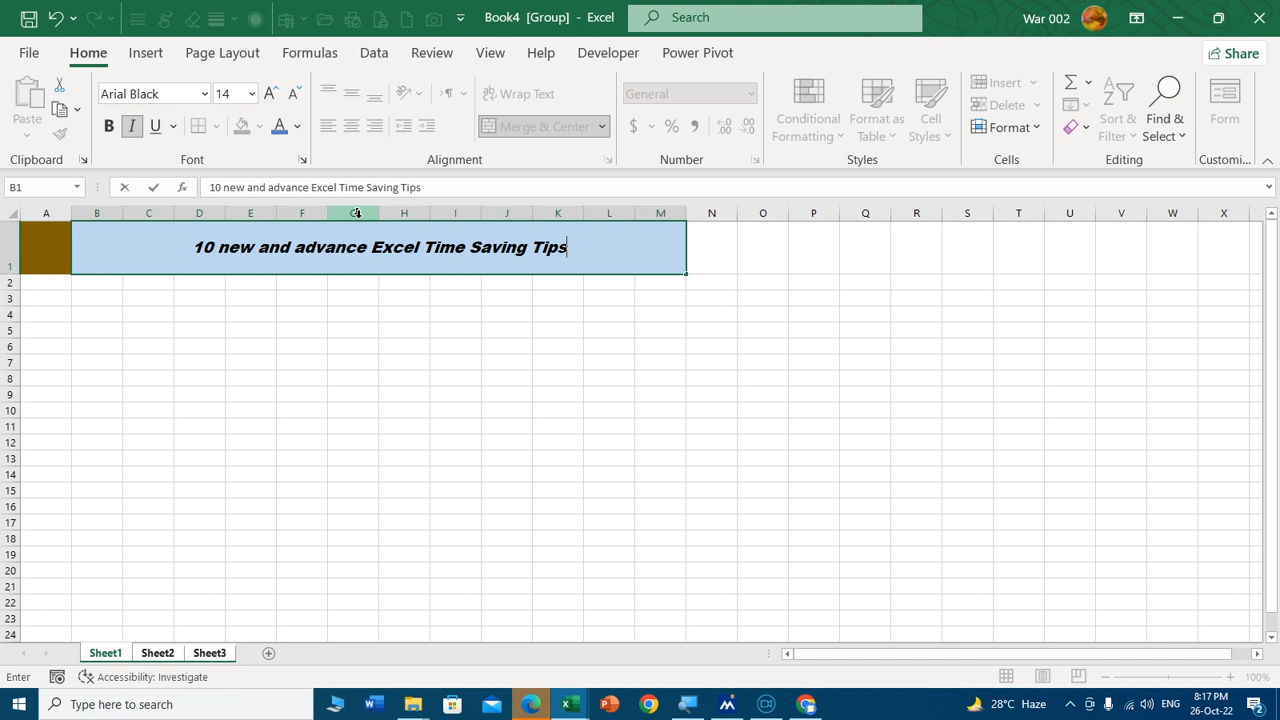 Book4 [Group] - Excel
Search
War 002
File Home Insert Draw Page Layout Formulas Data Review View Help Developer Power Pivot
Share
Paste
Arial Black 14
B I U
Wrap Text
Merge & Center
General
$ % ,
Conditional Formatting
Format as Table
Cell Styles
Insert
Delete
Format
Sort & Filter
Find & Select
Form
Clipboard Font Alignment Number Styles Cells Editing Customi...
B1 fx 10 new and advance Excel Time Saving Tips
A B C D E F G H I J K L M N O P Q R S T U V W X
1 10 new and advance Excel Time Saving Tips
2
3
4
5
6
7
8
9
10
11
12
13
14
15
16
17
18
19
20
21
22
23
24
Sheet1 Sheet2 Sheet3
Enter Accessibility: Investigate 100%
Type here to search
28°C Haze ENG
8:17 PM
26-Oct-22